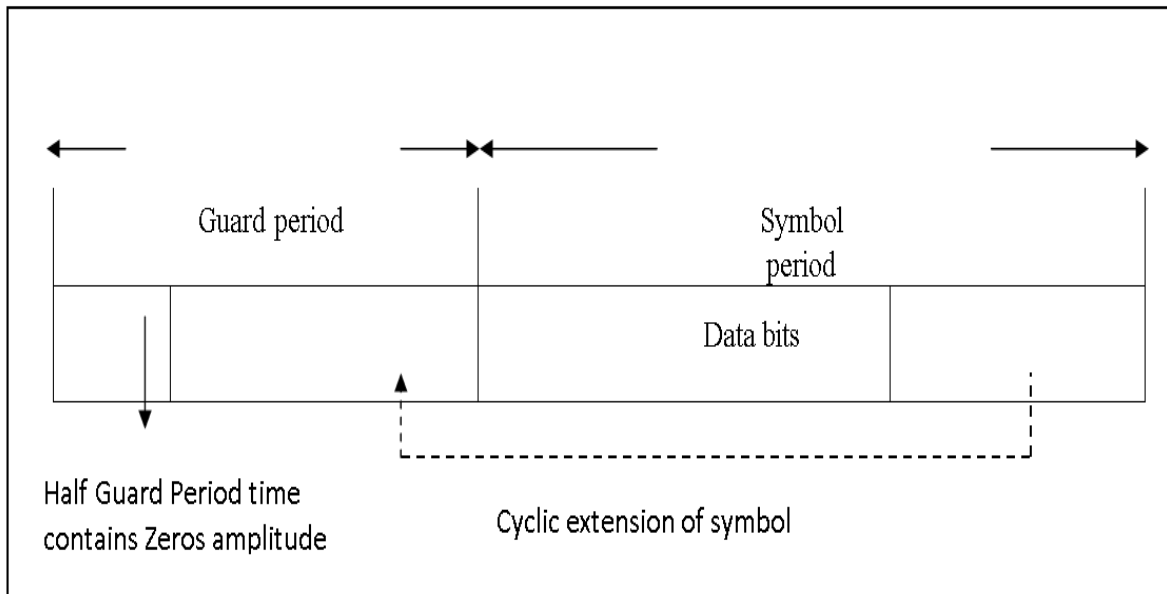 Guard period
Symbol
period
Data bits
Half Guard Period time
contains Zeros amplitude
Cyclic extension of symbol